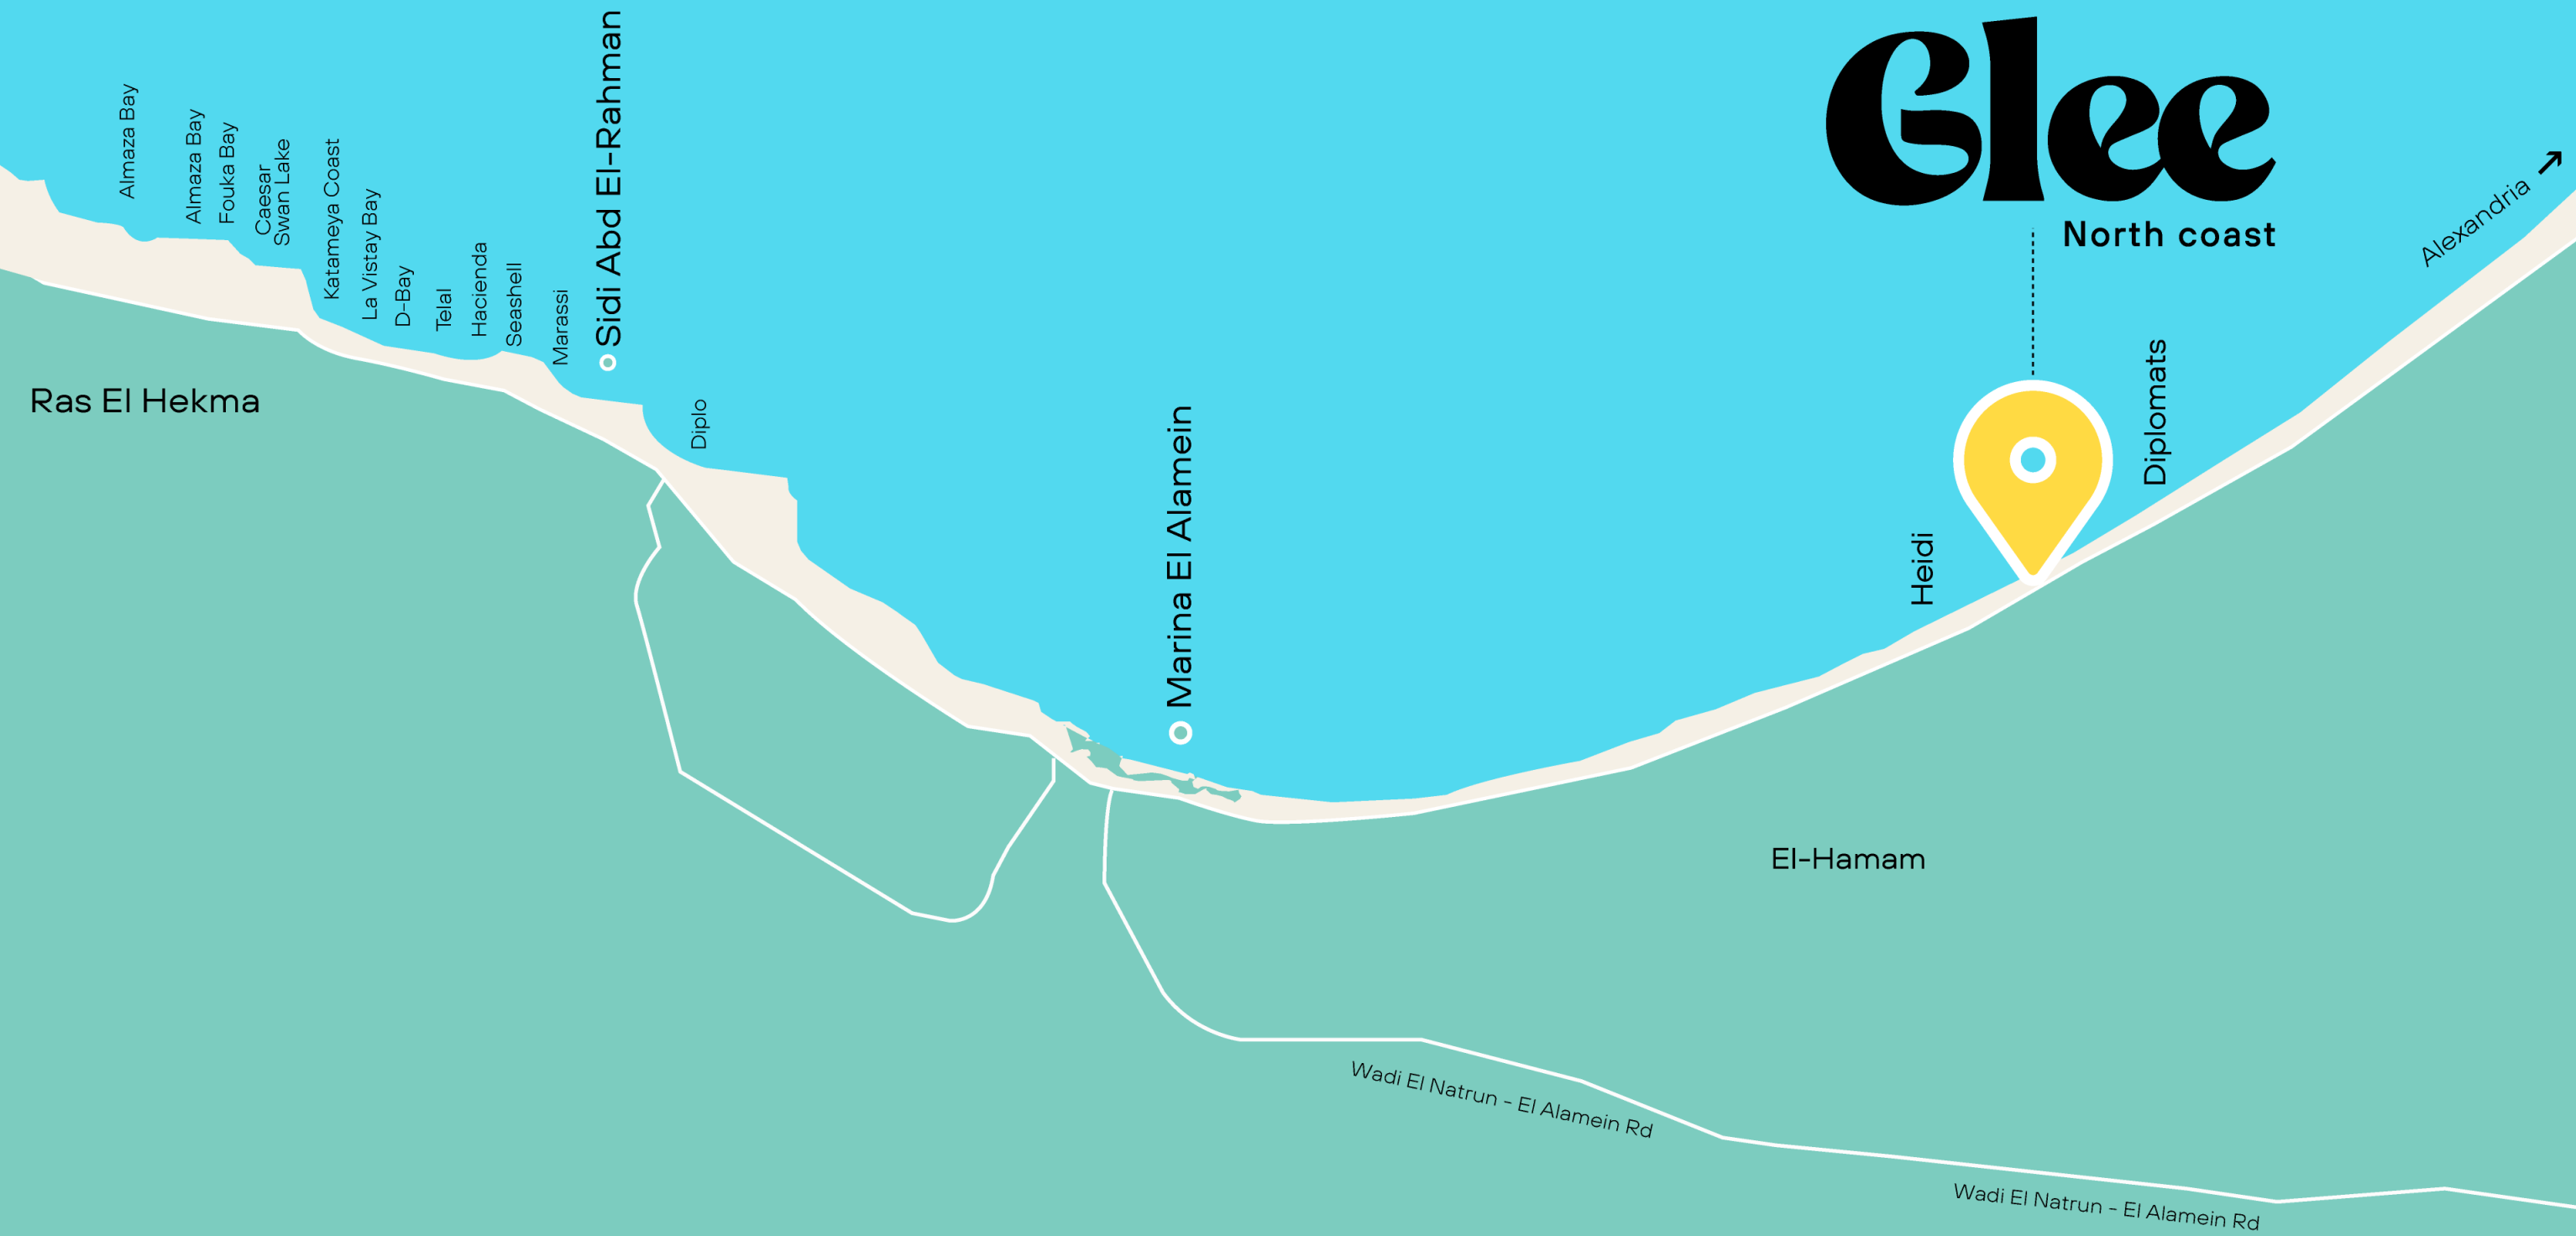 Glee
North coast
Almaza Bay
Almaza Bay
Fouka Bay
Caesar
Swan Lake
Katameya Coast
La Vistay Bay
D-Bay
Telal
Hacienda
Seashell
Marassi
Sidi Abd El-Rahman
Diplo
Marina El Alamein
Heidi
Diplomats
Alexandria
Ras El Hekma
El-Hamam
Wadi El Natrun - El Alamein Rd
Wadi El Natrun - El Alamein Rd